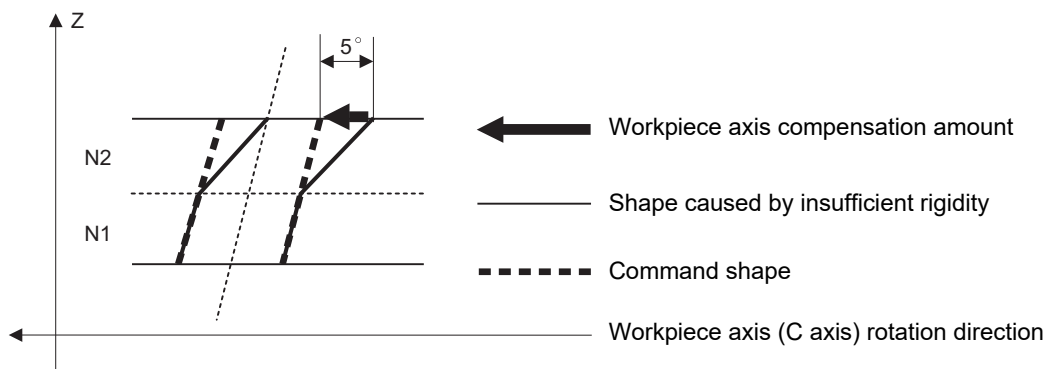 Z
5°
Workpiece axis compensation amount
N2
Shape caused by insufficient rigidity
N1
Command shape
Workpiece axis (C axis) rotation direction